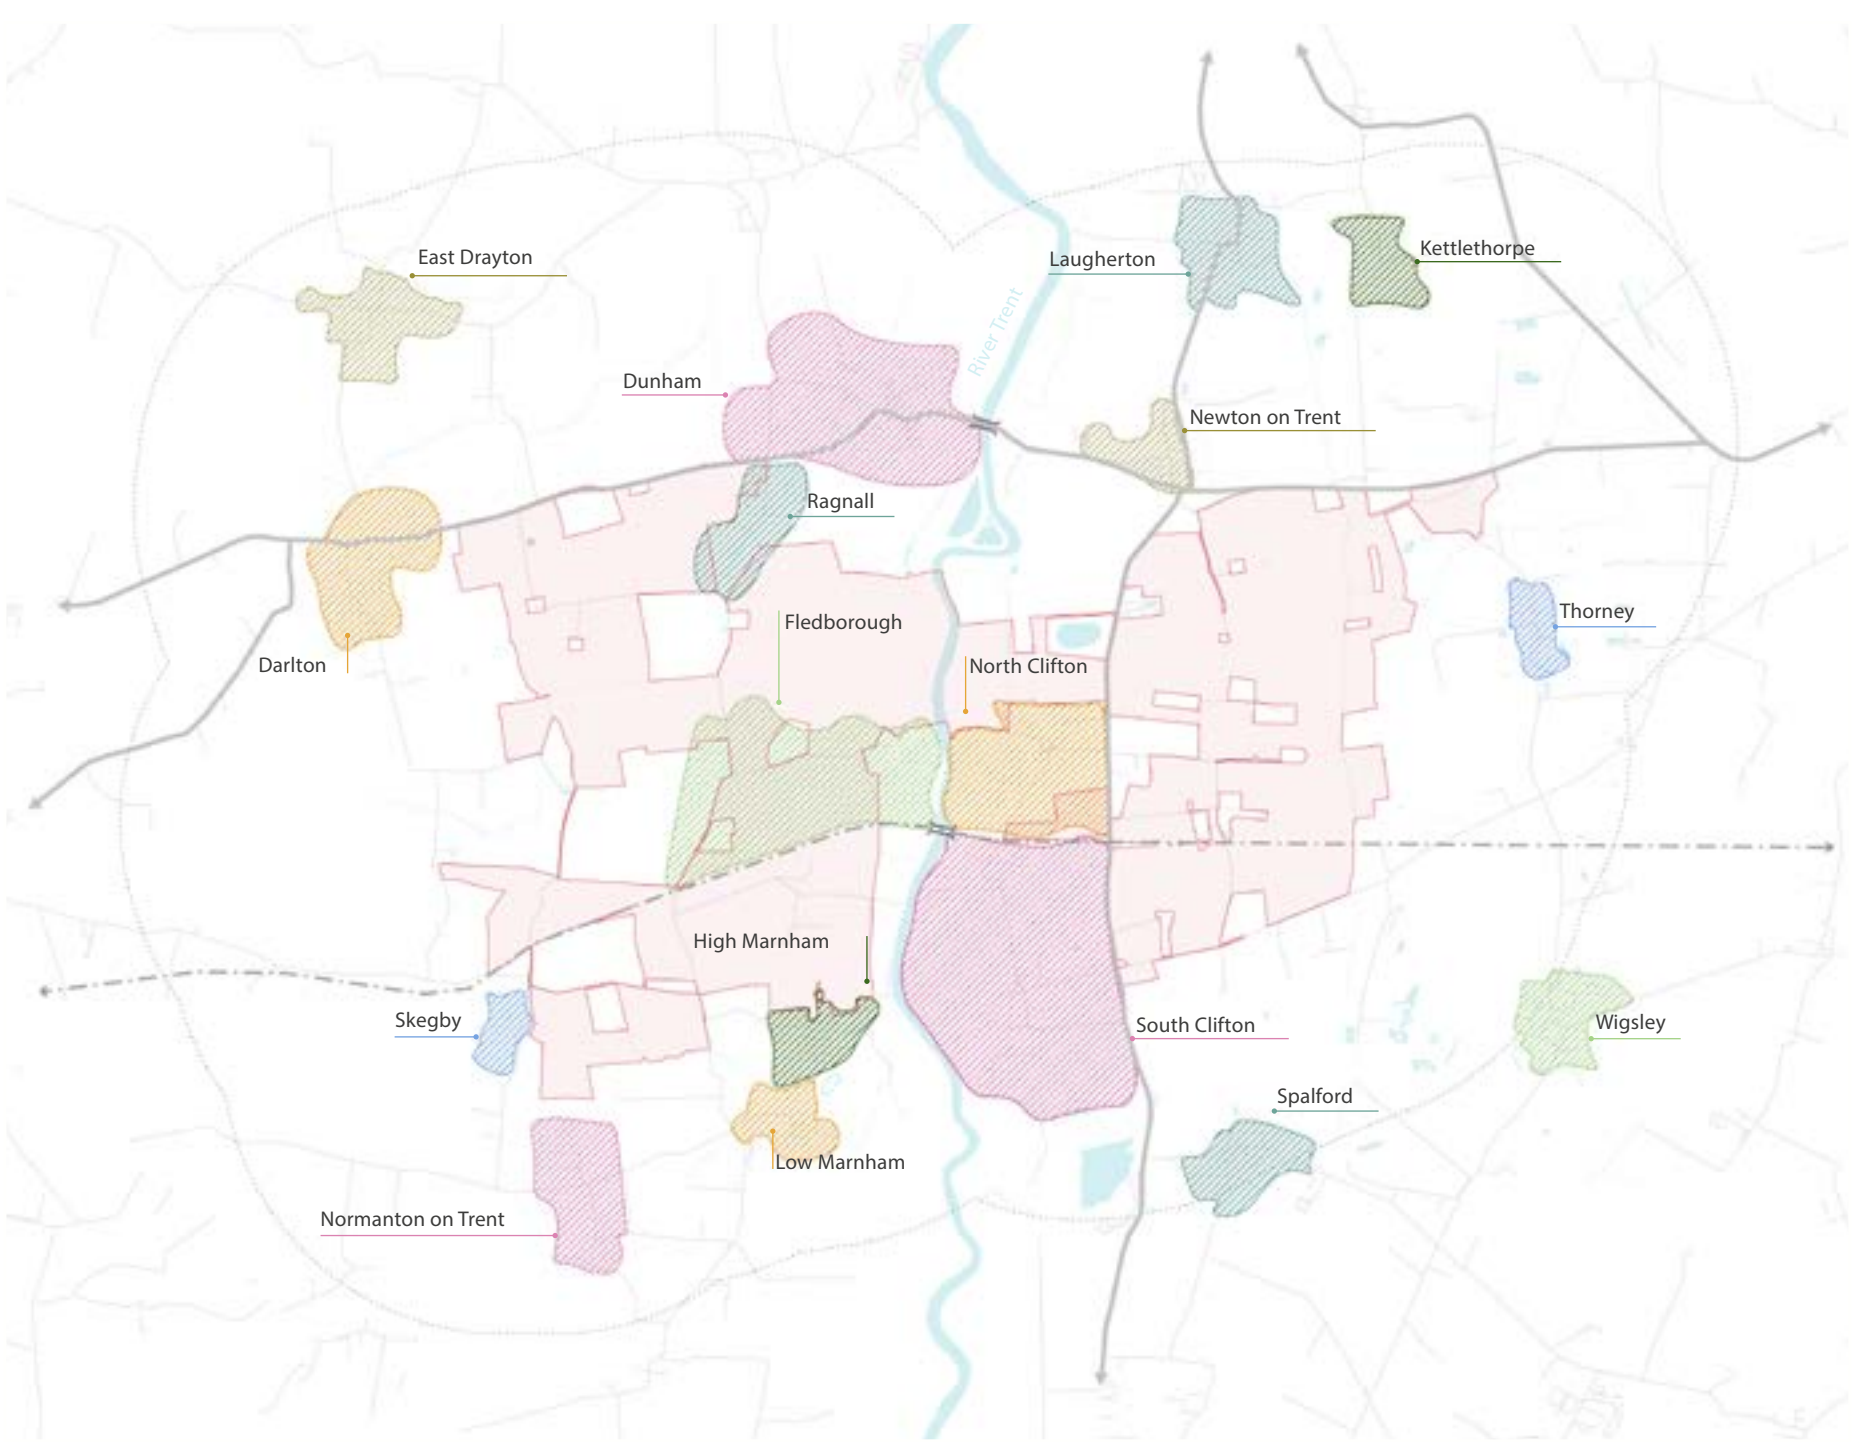 East Drayton
Laugherton
Kettlethorpe
River Trent
Dunham
Newton on Trent
Ragnall
Fledborough
Thorney
Darlton
North Clifton
High Marnham
Skegby
South Clifton
Wigsley
Spalford
Low Marnham
Normanton on Trent